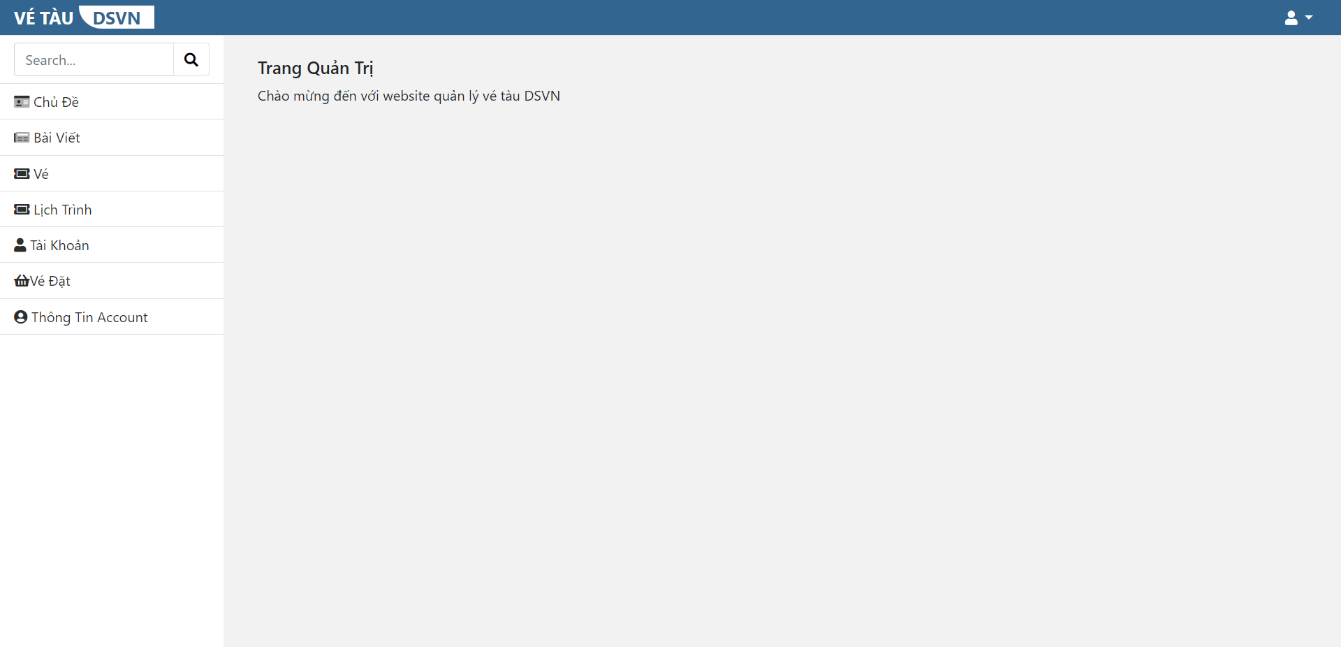 VÉ TÀU DSVN
Search...
Chủ Đề
Bài Viết
Vé
Lịch Trình
Tài Khoản
Vé Đặt
Thông Tin Account
Trang Quản Trị
Chào mừng đến với website quản lý vé tàu DSVN